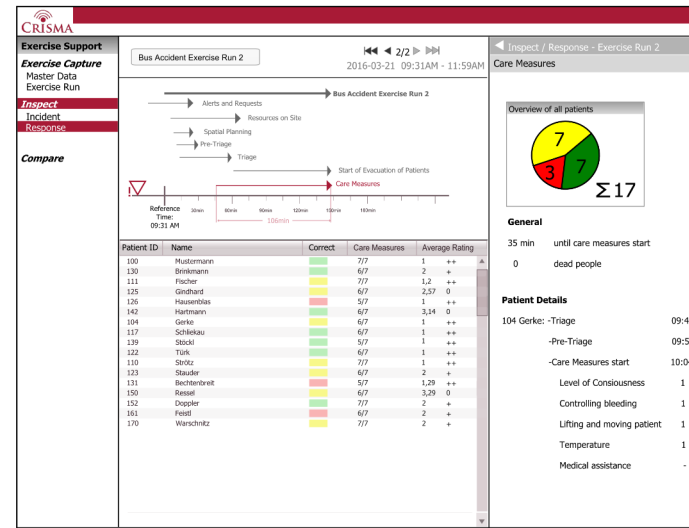 CRISMA
Exercise Support
Exercise Capture
Master Data
Exercise Run
Inspect
Incident
Response
Compare
Bus Accident Exercise Run 2
2/2
2016-03-21 09:31AM - 11:59AM
Bus Accident Exercise Run 2
Alerts and Requests
Resources on Site
Spatial Planning
Pre-Triage
Triage
Start of Evacuation of Patients
Care Measures
Reference
Time:
09:31 AM
30min 60min 90min 120min 150min 180min
106min
Patient ID Name Correct Care Measures Average Rating
100 Mustermann 7/7 1 ++
130 Brinkmann 6/7 2 +
111 Fischer 7/7 1,2 ++
125 Gindhard 6/7 2,57 0
126 Hausenblas 5/7 1 ++
142 Hartmann 6/7 3,14 0
104 Gerke 6/7 1 ++
117 Schliekau 6/7 1 ++
139 Stöckl 5/7 1 ++
122 Türk 6/7 1 ++
110 Strötz 7/7 1 ++
123 Stauder 6/7 2 +
131 Bechtenbreit 5/7 1,29 ++
150 Ressel 6/7 3,29 0
152 Doppler 6/7 2 +
161 Feistl 6/7 2 +
170 Warschnitz 7/7 2 +
Inspect / Response - Exercise Run 2
Care Measures
Overview of all patients
7
3 7
Σ17
General
35 min until care measures start
0 dead people
Patient Details
104 Gerke: -Triage 09:4
-Pre-Triage 09:5
-Care Measures start 10:04
Level of Consiousness 1
Controlling bleeding 1
Lifting and moving patient 1
Temperature 1
Medical assistance -